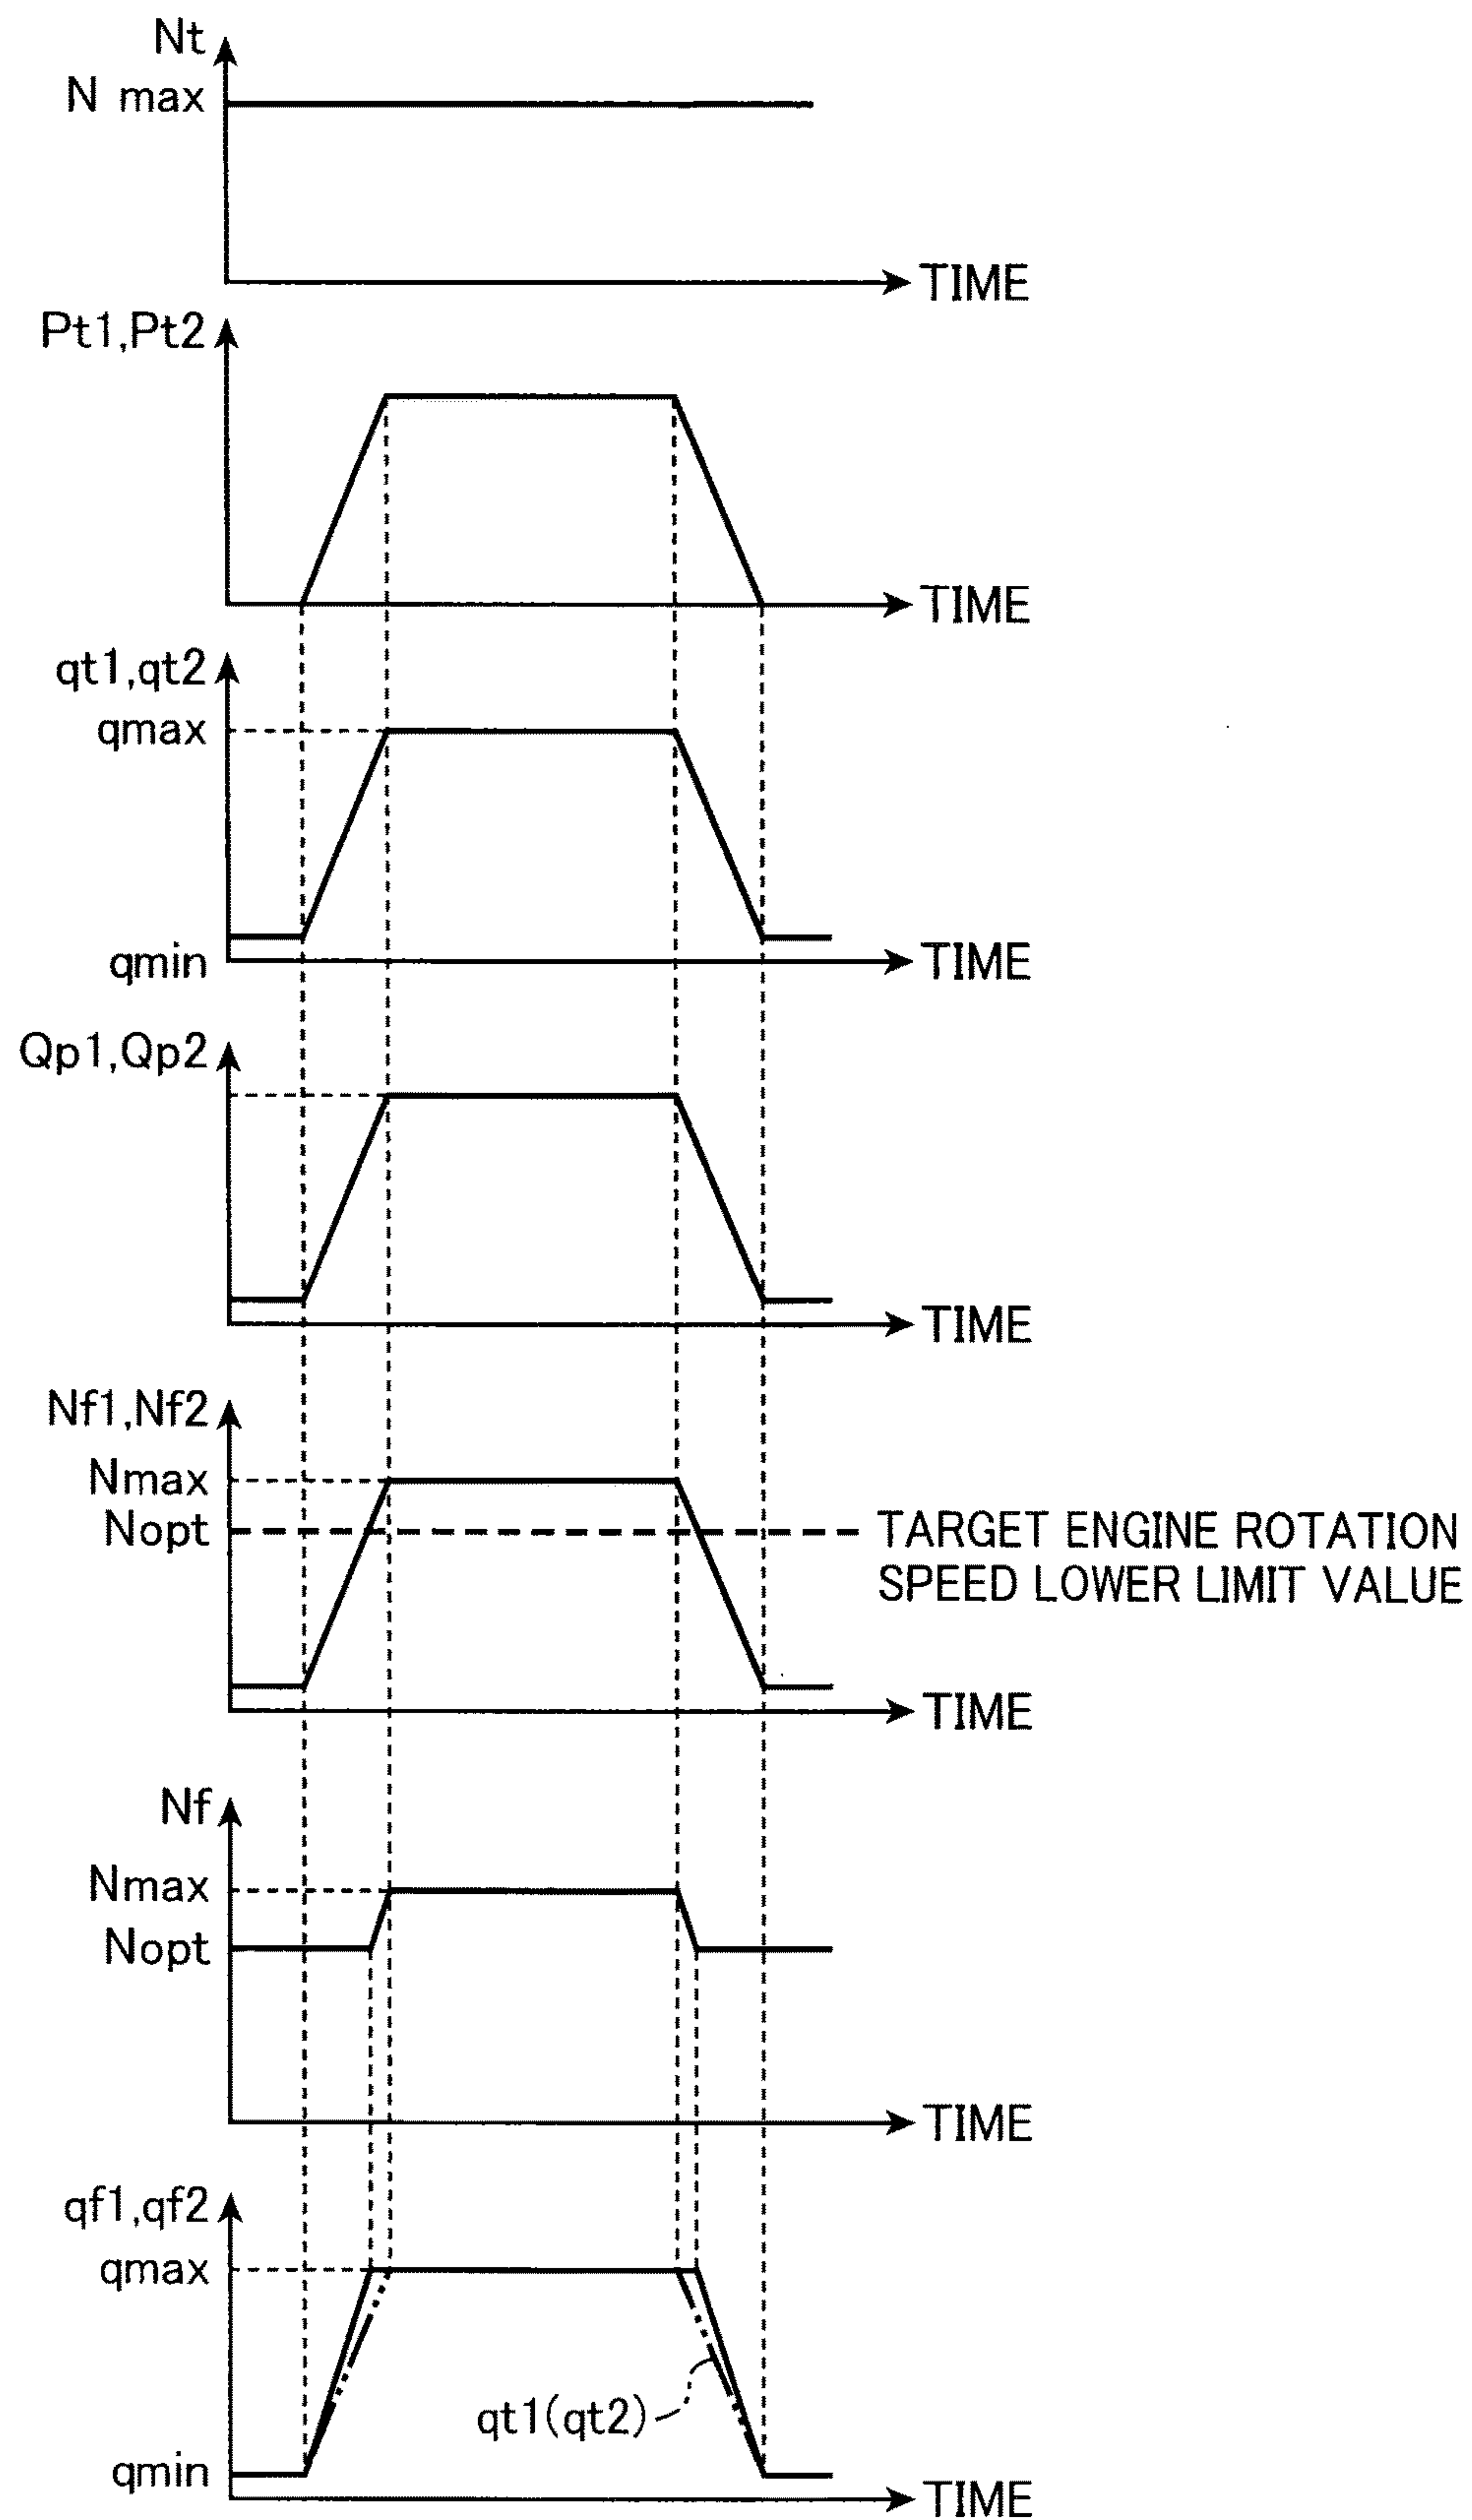 Nt
N max
TIME
Pt1,Pt2
TIME
qt1,qt2
qmax
qmin
TIME
Qp1,Qp2
TIME
Nf1,Nf2
Nmax
Nopt
TARGET ENGINE ROTATION
SPEED LOWER LIMIT VALUE
TIME
Nf
Nmax
Nopt
TIME
qf1,qf2
qmax
qt1(qt2)
qmin
TIME